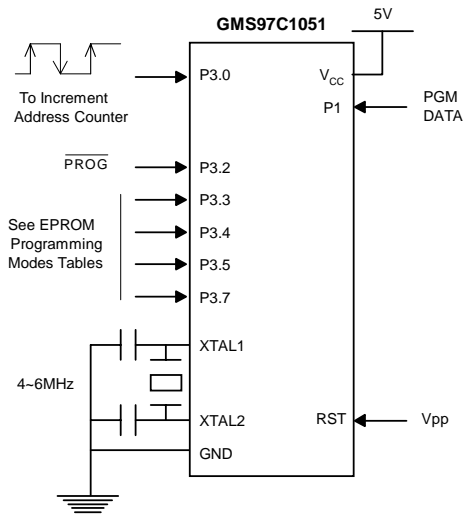 GMS97C1051
5V
P3.0
VCC
To Increment
Address Counter
P1
PGM
DATA
PROG
P3.2
P3.3
See EPROM
Programming
Modes Tables
P3.4
P3.5
P3.7
XTAL1
4~6MHz
XTAL2
RST
Vpp
GND